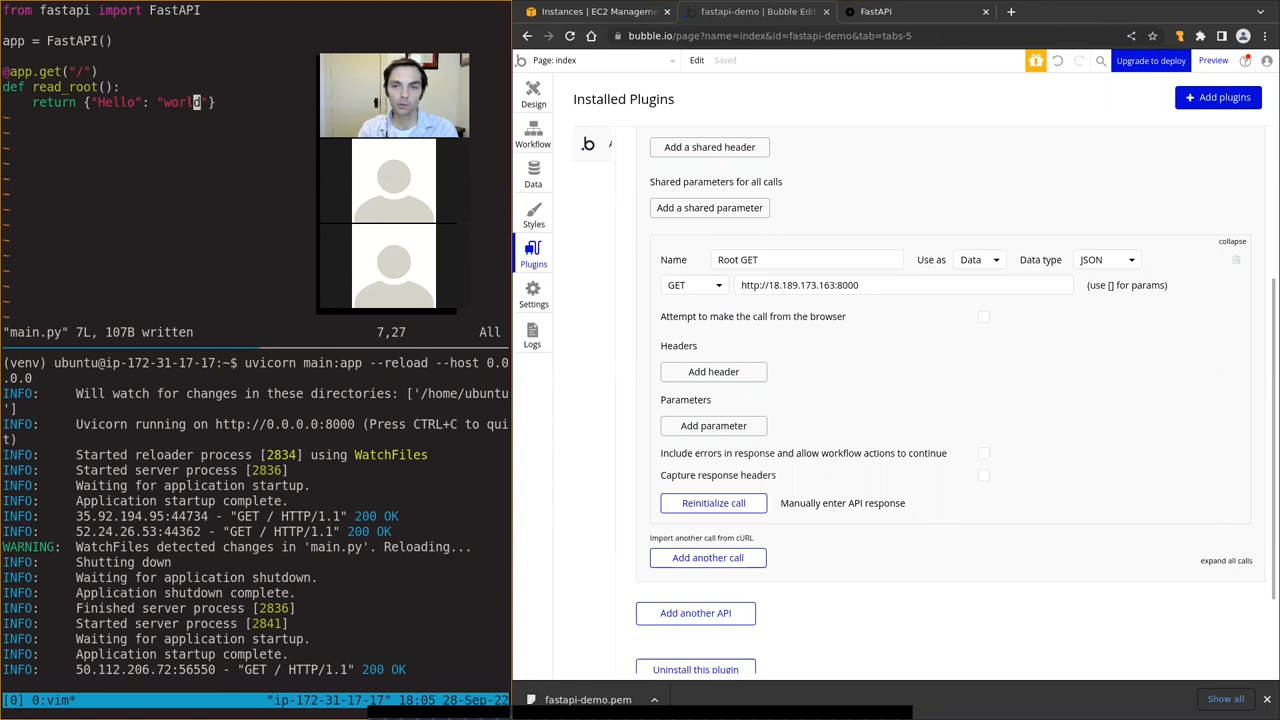 from fastapi import FastAPI
app = FastAPI()
@app.get("/")
def read_root():
return {"Hello": "world"}
~
~
~
~
~
~
~
~
~
~
~
~
~
~
"main.py" 7L, 107B written 7,27 All
(venv) ubuntu@ip-172-31-17-17:~$ uvicorn main:app --reload --host 0.0
.0.0
INFO: Will watch for changes in these directories: ['/home/ubuntu
']
INFO: Uvicorn running on http://0.0.0.0:8000 (Press CTRL+C to qui
t)
INFO: Started reloader process [2834] using WatchFiles
INFO: Started server process [2836]
INFO: Waiting for application startup.
INFO: Application startup complete.
INFO: 35.92.194.95:44734 - "GET / HTTP/1.1" 200 OK
INFO: 52.24.26.53:44362 - "GET / HTTP/1.1" 200 OK
WARNING: WatchFiles detected changes in 'main.py'. Reloading...
INFO: Shutting down
INFO: Waiting for application shutdown.
INFO: Application shutdown complete.
INFO: Finished server process [2836]
INFO: Started server process [2841]
INFO: Waiting for application startup.
INFO: Application startup complete.
INFO: 50.112.206.72:56550 - "GET / HTTP/1.1" 200 OK
[0] 0:vim* "ip-172-31-17-17" 18:05 28-Sep-22
Instances | EC2 Manageme
fastapi-demo | Bubble Edit
FastAPI
bubble.io/page?name=index&id=fastapi-demo&tab=tabs-5
Page: index Edit Saved Upgrade to deploy Preview
Design
Workflow
Data
Styles
Plugins
Settings
Logs
Installed Plugins
Add plugins
Add a shared header
Shared parameters for all calls
Add a shared parameter
collapse
Name Root GET Use as Data Data type JSON
GET http://18.189.173.163:8000 (use [] for params)
Attempt to make the call from the browser
Headers
Add header
Parameters
Add parameter
Include errors in response and allow workflow actions to continue
Capture response headers
Reinitialize call Manually enter API response
Import another call from cURL
Add another call
expand all calls
Add another API
Uninstall this plugin
fastapi-demo.pem
Show all